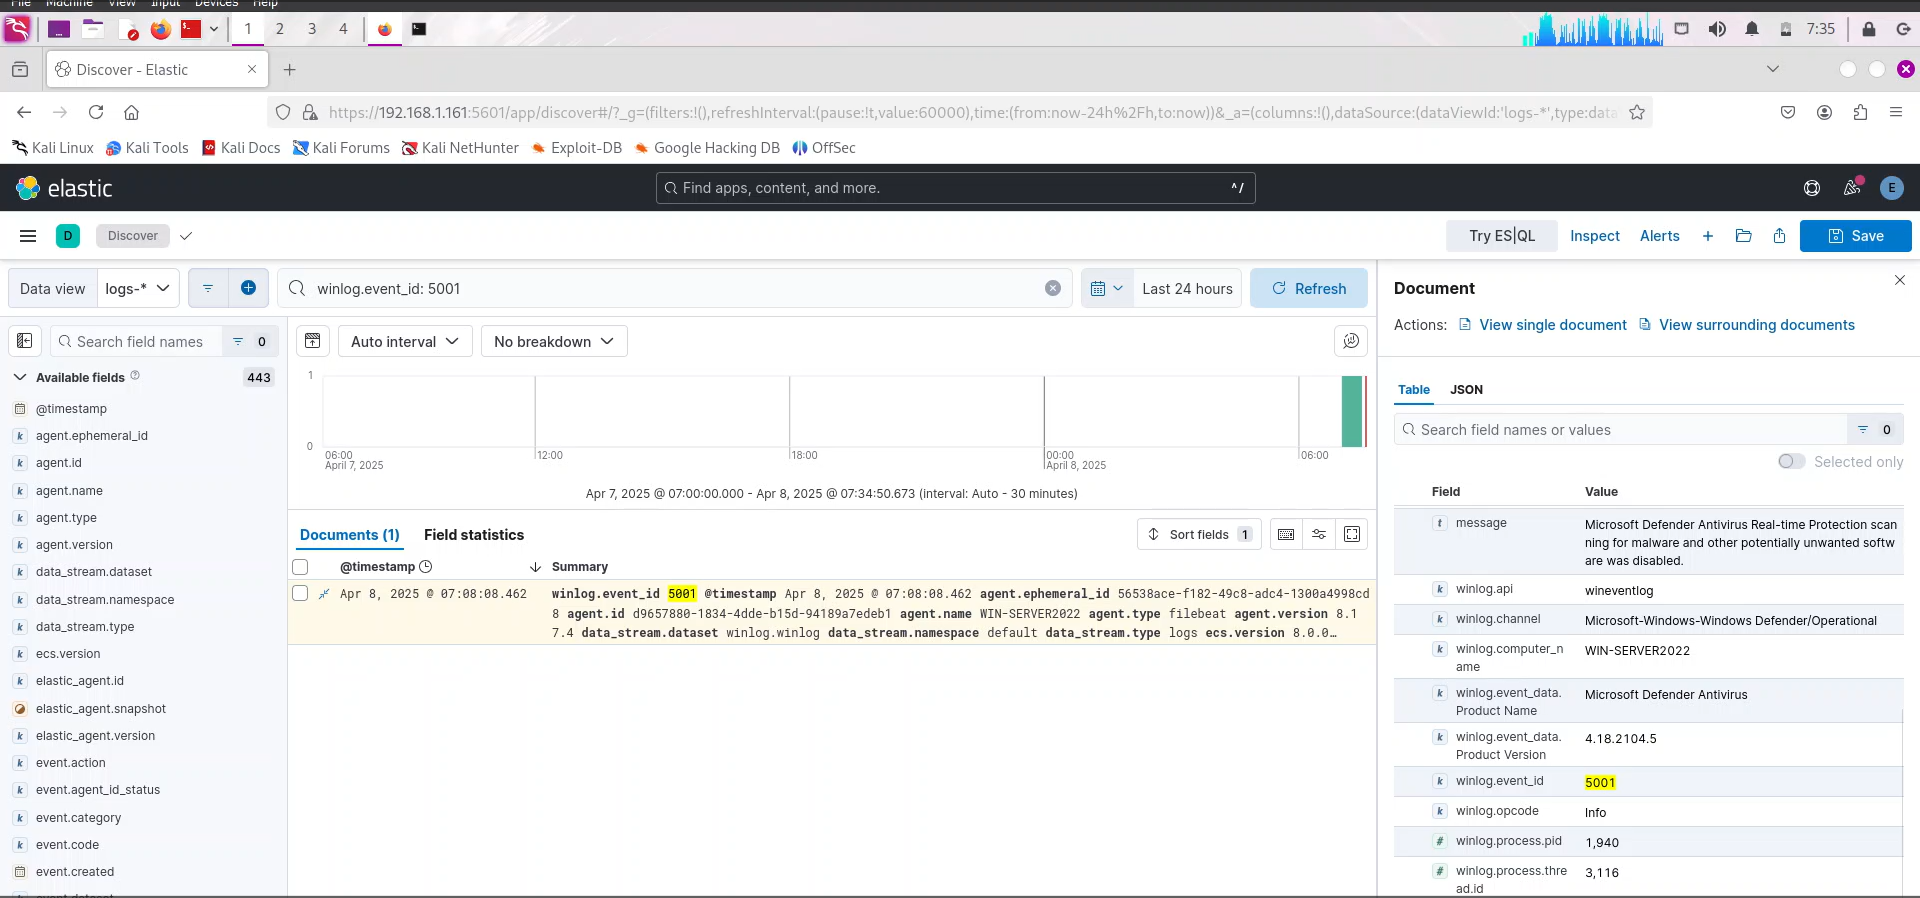 File Machine View Input Devices Help
1 2 3 4 7:35
Discover - Elastic
https://192.168.1.161:5601/app/discover#/?_g=(filters:!(),refreshInterval:(pause:!t,value:60000),time:(from:now-24h%2Fh,to:now))&_a=(columns:!(),dataSource:(dataViewId:'logs-*',type:data
Kali Linux Kali Tools Kali Docs Kali Forums Kali NetHunter Exploit-DB Google Hacking DB OffSec
elastic Find apps, content, and more. ^/ E
D Discover Try ES|QL Inspect Alerts + Save
Data view logs-* winlog.event_id: 5001 Last 24 hours Refresh
Search field names 0
Auto interval No breakdown
Available fields 443
@timestamp
agent.ephemeral_id
agent.id
agent.name
agent.type
agent.version
data_stream.dataset
data_stream.namespace
data_stream.type
ecs.version
elastic_agent.id
elastic_agent.snapshot
elastic_agent.version
event.action
event.agent_id_status
event.category
event.code
event.created
event.dataset
1
0
06:00 12:00 18:00 00:00 06:00
April 7, 2025 April 8, 2025
Apr 7, 2025 @ 07:00:00.000 - Apr 8, 2025 @ 07:34:50.673 (interval: Auto - 30 minutes)
Documents (1) Field statistics Sort fields 1
@timestamp Summary
Apr 8, 2025 @ 07:08:08.462 winlog.event_id 5001 @timestamp Apr 8, 2025 @ 07:08:08.462 agent.ephemeral_id 56538ace-f182-49c8-adc4-1300a4998cd
8 agent.id d9657880-1834-4dde-b15d-94189a7edeb1 agent.name WIN-SERVER2022 agent.type filebeat agent.version 8.1
7.4 data_stream.dataset winlog.winlog data_stream.namespace default data_stream.type logs ecs.version 8.0.0…
Document
Actions: View single document View surrounding documents
Table JSON
Search field names or values 0
Selected only
Field Value
message Microsoft Defender Antivirus Real-time Protection scan
ning for malware and other potentially unwanted softw
are was disabled.
winlog.api wineventlog
winlog.channel Microsoft-Windows-Windows Defender/Operational
winlog.computer_n WIN-SERVER2022
ame
winlog.event_data. Microsoft Defender Antivirus
Product Name
winlog.event_data. 4.18.2104.5
Product Version
winlog.event_id 5001
winlog.opcode Info
winlog.process.pid 1,940
winlog.process.thre 3,116
ad.id